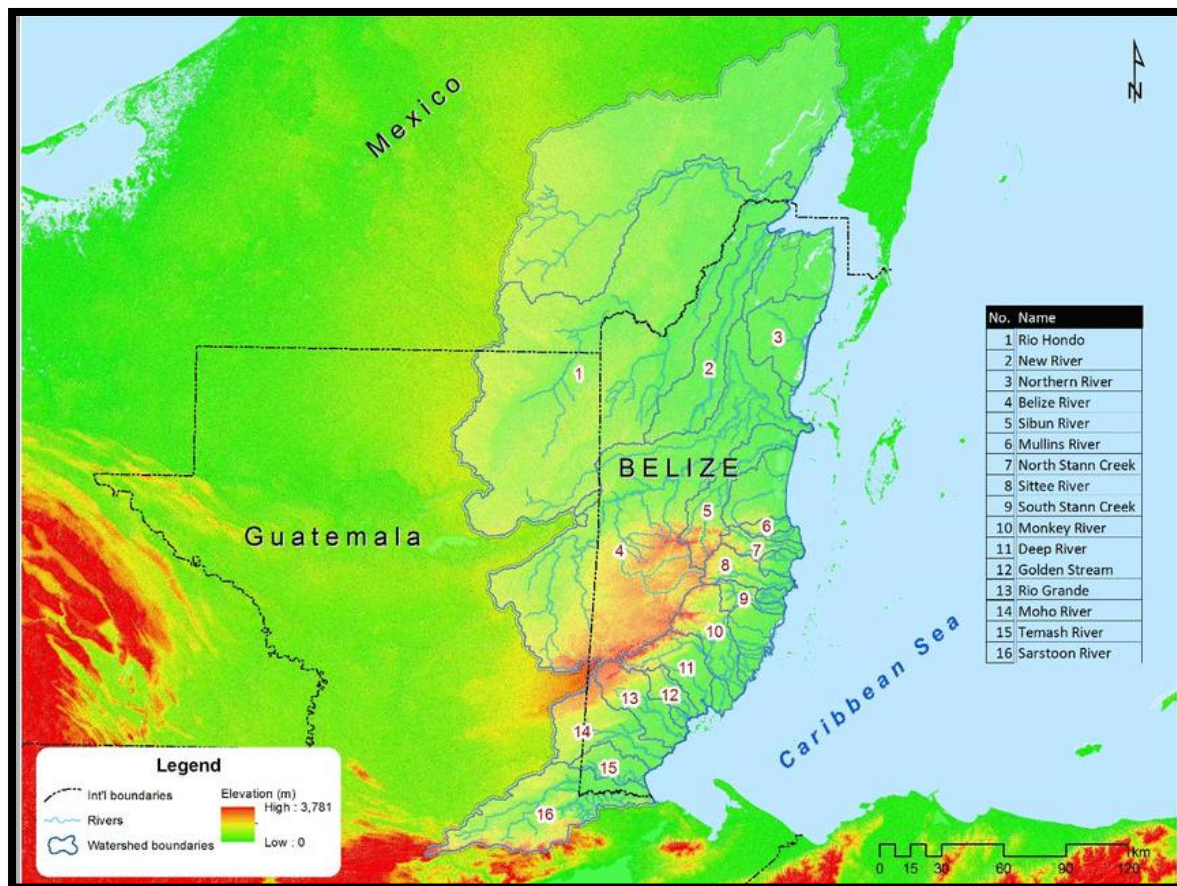 Mexico
N
BELIZE
Guatemala
Caribbean Sea
1
2
3
4
5
6
7
8
9
10
11
12
13
14
15
16
No. Name
1 Rio Hondo
2 New River
3 Northern River
4 Belize River
5 Sibun River
6 Mullins River
7 North Stann Creek
8 Sittee River
9 South Stann Creek
10 Monkey River
11 Deep River
12 Golden Stream
13 Rio Grande
14 Moho River
15 Temash River
16 Sarstoon River
Legend
Int'l boundaries
Rivers
Watershed boundaries
Elevation (m)
High : 3,781
Low : 0
km
0 15 30 60 90 120